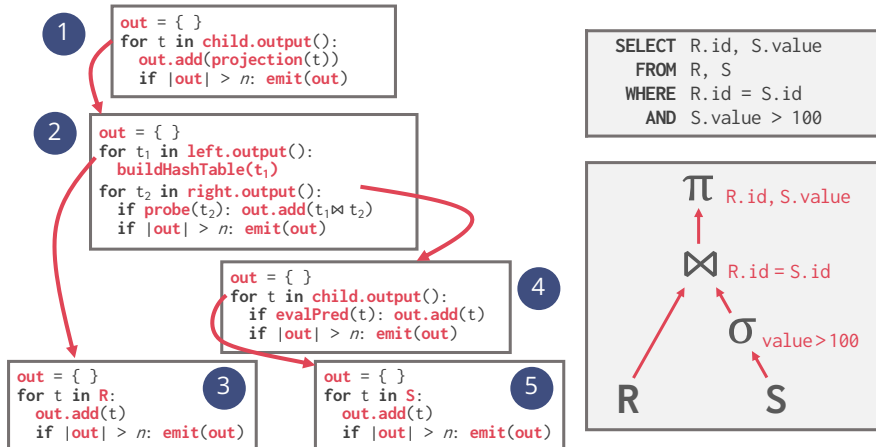 1
out = { }
for t in child.output():
out.add(projection(t))
if |out| > n: emit(out)
2
out = { }
for t₁ in left.output():
buildHashTable(t₁)
for t₂ in right.output():
if probe(t₂): out.add(t₁⨝t₂)
if |out| > n: emit(out)
4
out = { }
for t in child.output():
if evalPred(t): out.add(t)
if |out| > n: emit(out)
3
out = { }
for t in R:
out.add(t)
if |out| > n: emit(out)
5
out = { }
for t in S:
out.add(t)
if |out| > n: emit(out)
SELECT R.id, S.value
FROM R, S
WHERE R.id = S.id
AND S.value > 100
π R.id, S.value
⨝ R.id = S.id
σ value>100
R S